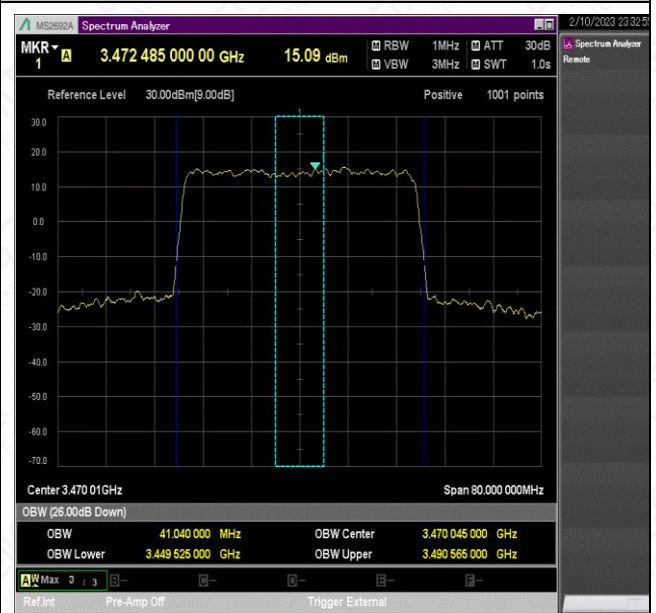 MS2692A Spectrum Analyzer
2/10/2023 23:32:55
MKR 1 A 3.472 485 000 00 GHz 15.09 dBm
M RBW 1MHz M ATT 30dB
M VBW 3MHz M SWT 1.0s
Spectrum Analyzer
Remote
Reference Level 30.00dBm[9.00dB] Positive 1001 points
1
30.0
20.0
10.0
0.0
-10.0
-20.0
-30.0
-40.0
-50.0
-60.0
-70.0
Center 3.470 01GHz Span 80.000 000MHz
OBW (26.00dB Down)
OBW 41.040 000 MHz OBW Center 3.470 045 000 GHz
OBW Lower 3.449 525 000 GHz OBW Upper 3.490 565 000 GHz
A W Max 3 / 3 B- C- D- E- F-
Ref.Int Pre-Amp Off Trigger External